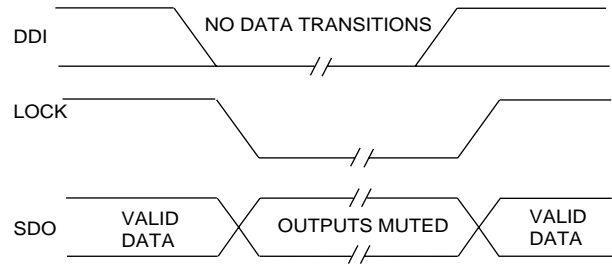 NO DATA TRANSITIONS
DDI
LOCK
SDO
VALID
DATA
OUTPUTS MUTED
VALID
DATA